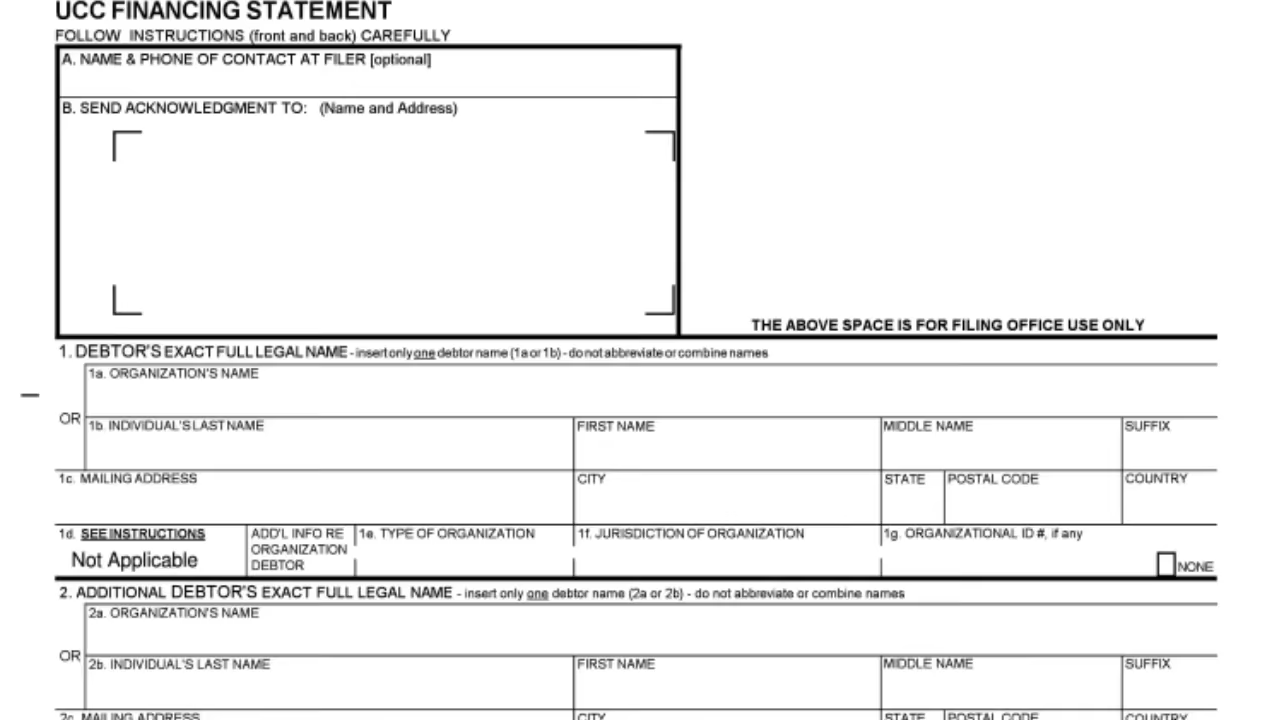 UCC FINANCING STATEMENT
FOLLOW INSTRUCTIONS (front and back) CAREFULLY
A. NAME & PHONE OF CONTACT AT FILER [optional]
B. SEND ACKNOWLEDGMENT TO: (Name and Address)
THE ABOVE SPACE IS FOR FILING OFFICE USE ONLY
1. DEBTOR'S EXACT FULL LEGAL NAME - insert only one debtor name (1a or 1b) - do not abbreviate or combine names
1a. ORGANIZATION'S NAME
OR
1b. INDIVIDUAL'S LAST NAME FIRST NAME MIDDLE NAME SUFFIX
1c. MAILING ADDRESS CITY STATE POSTAL CODE COUNTRY
1d. SEE INSTRUCTIONS ADD'L INFO RE 1e. TYPE OF ORGANIZATION 1f. JURISDICTION OF ORGANIZATION 1g. ORGANIZATIONAL ID #, if any
ORGANIZATION
Not Applicable DEBTOR NONE
2. ADDITIONAL DEBTOR'S EXACT FULL LEGAL NAME - insert only one debtor name (2a or 2b) - do not abbreviate or combine names
2a. ORGANIZATION'S NAME
OR
2b. INDIVIDUAL'S LAST NAME FIRST NAME MIDDLE NAME SUFFIX
2c. MAILING ADDRESS CITY STATE POSTAL CODE COUNTRY